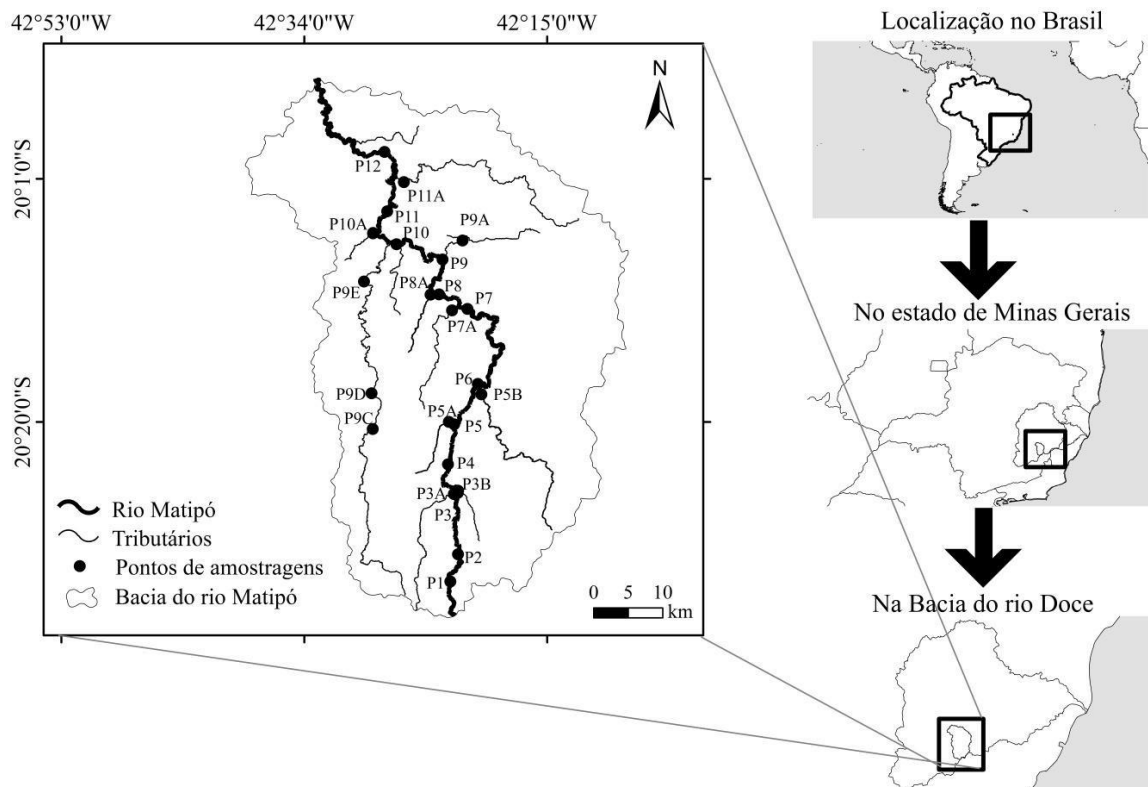 42°53'0"W
42°34'0"W
42°15'0"W
Localização no Brasil
N
20°1'0"S
P12
P11A
P11
P10A
P10
P9A
P9
P9E
P8A
P8
P7
P7A
No estado de Minas Gerais
P6
P5B
P9D
P5A
20°20'0"S
P9C
P5
P4
P3B
P3A
P3
Rio Matipó
Tributários
P2
Pontos de amostragens
P1
Bacia do rio Matipó
0 5 10
km
Na Bacia do rio Doce